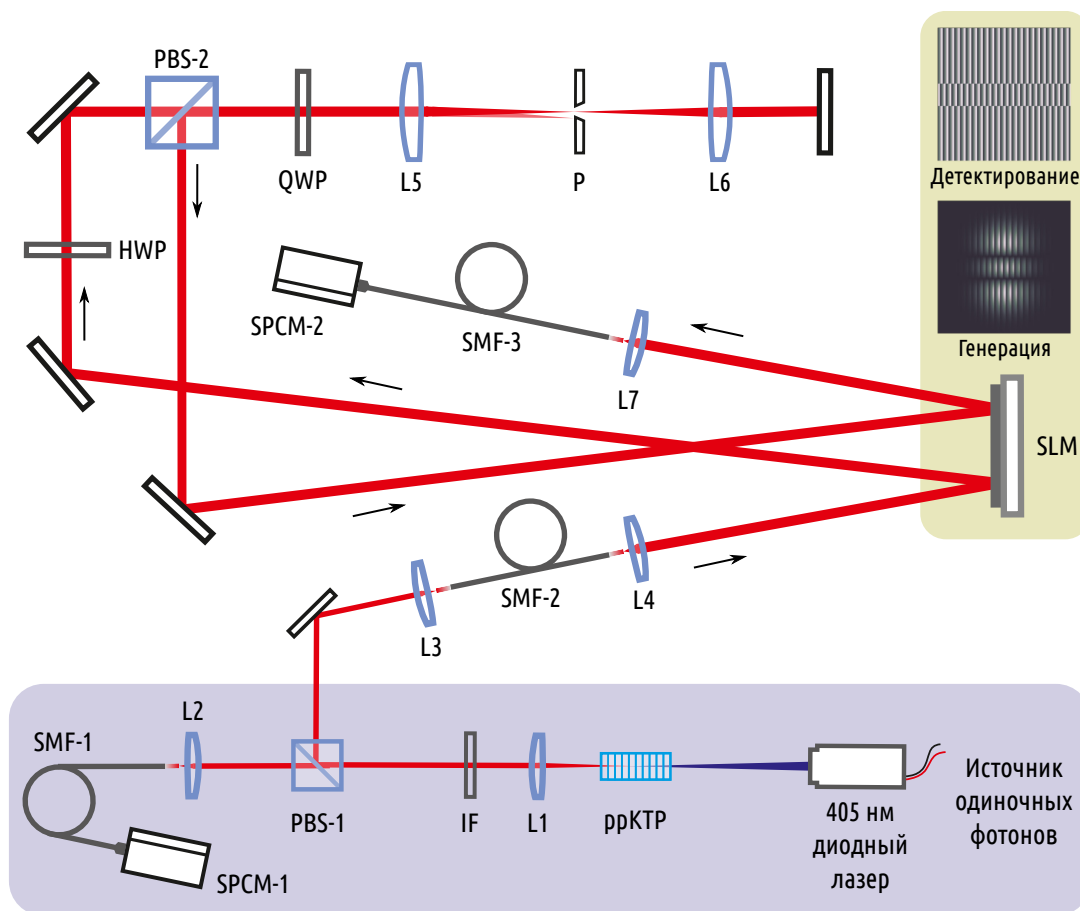 PBS-2
QWP
L5
P
L6
Детектирование
HWP
SPCM-2
SMF-3
L7
Генерация
SLM
L3
SMF-2
L4
L2
SMF-1
PBS-1
IF
L1
ppKTP
405 нм
диодный
лазер
Источник
одиночных
фотонов
SPCM-1